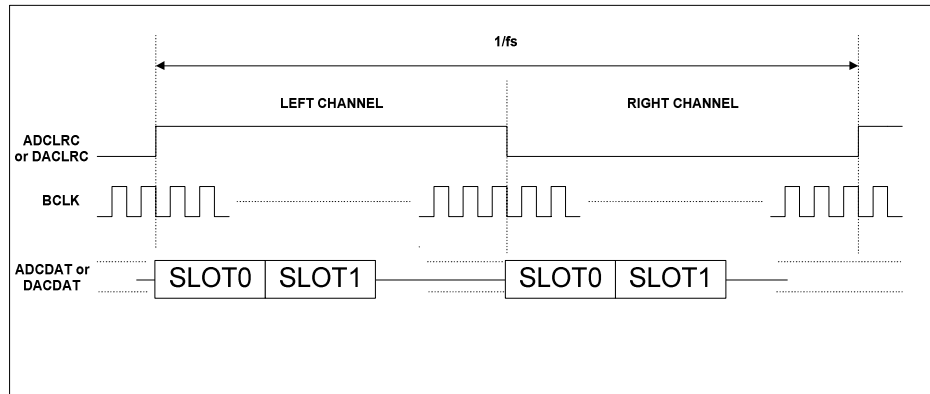 1/fs
LEFT CHANNEL
RIGHT CHANNEL
ADCLRC
or DACLRC
BCLK
ADCDAT or
DACDAT
SLOT0
SLOT1
SLOT0
SLOT1